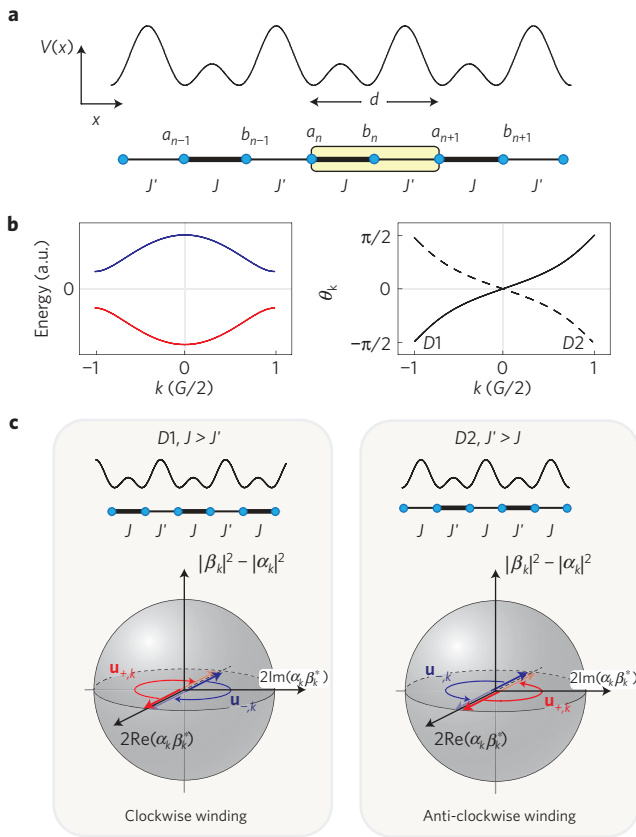 a
V(x)
d
x
a_{n−1} b_{n−1} a_n b_n a_{n+1} b_{n+1}
J' J J' J J' J J'
b
Energy (a.u.)
0
−1 0 1
k (G/2)
θ_k
π/2
0
−π/2
D1 D2
−1 0 1
k (G/2)
c
D1, J > J'
J J' J J' J
|β_k|² − |α_k|²
u_{+,k}
2Im(α_kβ_k^*)
u_{−,k}
2Re(α_kβ_k^*)
Clockwise winding
D2, J' > J
J J' J J' J
|β_k|² − |α_k|²
u_{−,k}
2Im(α_kβ_k^*)
u_{+,k}
2Re(α_kβ_k^*)
Anti-clockwise winding